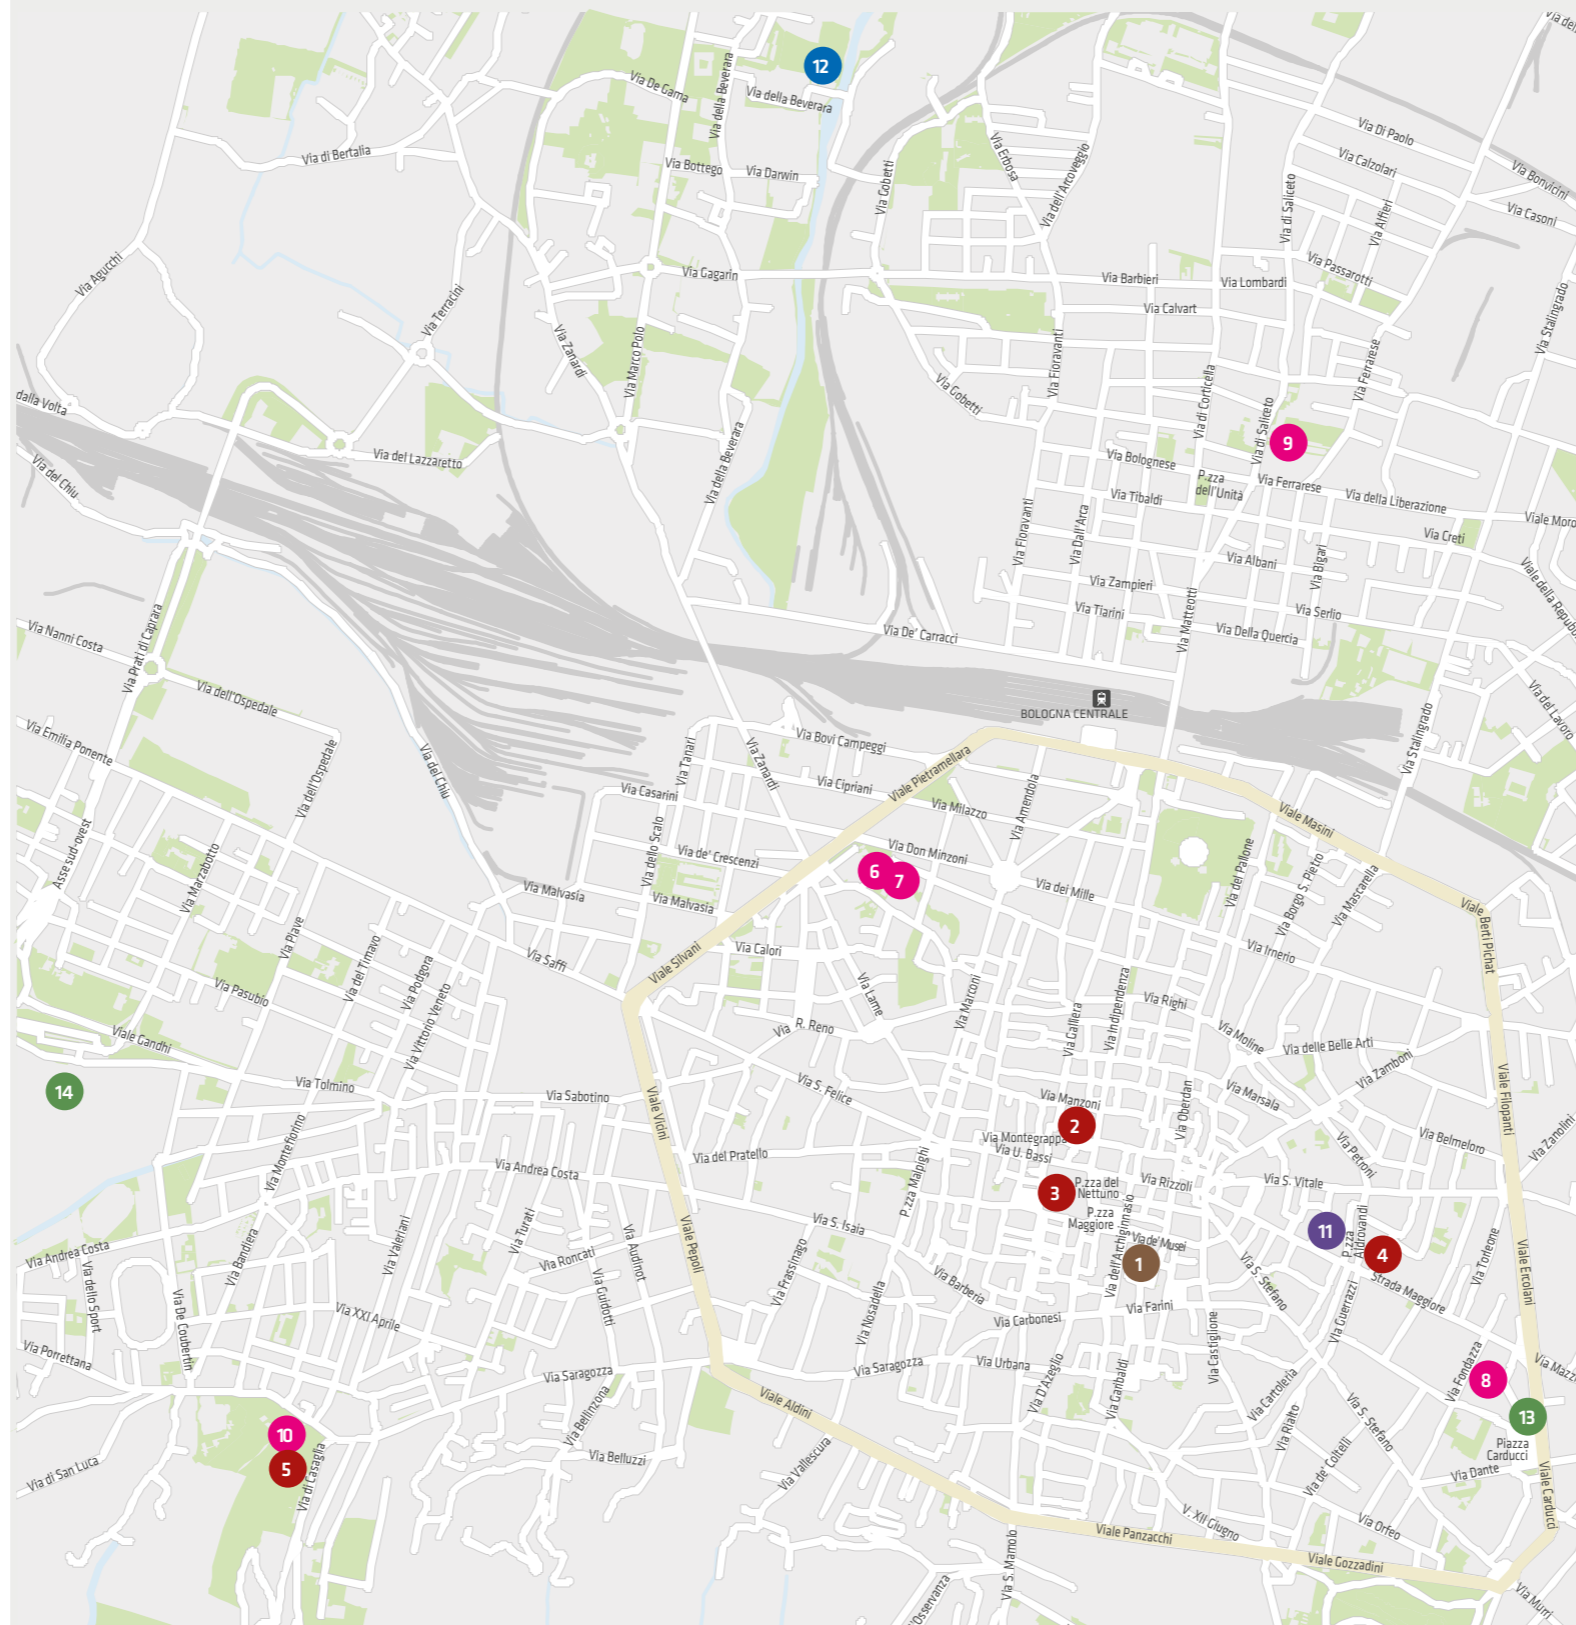 12
Via De Gama
Via della Beverara
Via della Beverara
Via di Bertalia
Via Bottego
Via Darwin
Via Gobetti
Via Erbosa
Via dell'Arcoveggio
Via Di Paolo
Via Calzolari
Via Bonvicini
Via Casoni
Via Alfieri
Via di Saliceto
Via Passarotti
Via Agucchi
Via Gagarin
Via Barbieri
Via Lombardi
Via Calvart
Via Terracini
Via Zanardi
Via Marco Polo
Via Stalingrado
Via Fioravanti
Via Ferrarese
Via Gobetti
Via di Corticella
dalla Volta
Via di Saliceto
9
Via del Lazzaretto
Via del Chiu
Via della Beverara
Via Bolognese
P.zza
dell'Unità
Via Ferrarese
Via della Liberazione
Via Tibaldi
Viale Moro
Via Creti
Via Fioravanti
Via Dall'Arca
Via Albani
Via Bigari
Via Zampieri
Viale della Repub
Via Tiarini
Via Serlio
Via Della Quercia
Via De' Carracci
Via Matteotti
Via Nanni Costa
Via Prati di Caprara
Via dell'Ospedale
BOLOGNA CENTRALE
Via del Lavoro
Via Stalingrado
Via Emilia Ponente
Via dell'Ospedale
Via del Chiu
Via Tanari
Via Zanardi
Via Bovi Campeggi
Viale Pietramellara
Via Cipriani
Via Casarini
Via Milazzo
Via Amendola
Viale Masini
Asse sud-ovest
Via Marzabotto
Via dello Scalo
Via de' Crescenzi
Via Don Minzoni
6
7
Via dei Mille
Via del Pallone
Via Borgo S. Pietro
Via Mascarella
Via Malvasia
Via Malvasia
Viale Berti Pichat
Via Piave
Via del Timavo
Via Podgora
Via Saffi
Viale Silvani
Via Calori
Via Irnerio
Via Pasubio
Via Vittorio Veneto
Via Lame
Via Marconi
Via Galliera
Via Indipendenza
Via Righi
Viale Gandhi
Via R. Reno
Via Moline
Via delle Belle Arti
Via Zamboni
14
Via Tolmino
Via Sabotino
Viale Vicini
Via S. Felice
Via Manzoni
Via Oberdan
Via Marsala
Viale Filopanti
2
Via Montefiorino
Via Montegrappa
Via U. Bassi
Via Petroni
Via Belmeloro
Via Zanolini
Via del Pratello
Via Andrea Costa
P.zza Malpighi
3
P.zza del
Nettuno
Via Rizzoli
Via S. Vitale
P.zza
Maggiore
Via S. Isaia
11
P.zza
Aldrovandi
4
Via Andrea Costa
Via Bandiera
Via Valeriani
Via Turati
Via Roncati
Via Audinot
Viale Pepoli
Via dell'Archiginnasio
Via de' Musei
1
Via S. Stefano
Via Torleone
Viale Ercolani
Via dello Sport
Via De Coubertin
Via Guidotti
Via Frassinago
Via Barberia
Strada Maggiore
Via XXI Aprile
Via Nosadella
Via Carbonesi
Via Farini
Via Guerrazzi
Via Porrettana
Via Saragozza
Via Saragozza
Via Urbana
Via D'Azeglio
Via Garibaldi
Via Castiglione
Via Cartoleria
Via Fondazza
8
Via Mazz
Viale Aldini
13
Via Bellinzona
Via Rialto
Via S. Stefano
10
5
Via di Casaglia
Via di San Luca
Via Belluzzi
Via Vallescura
Via de' Coltelli
Piazza
Carducci
Via Dante
Viale Carducci
V. XII Giugno
Via Orfeo
Viale Panzacchi
Viale Gozzadini
Via S. Mamolo
l'Osservanza
Via Murri